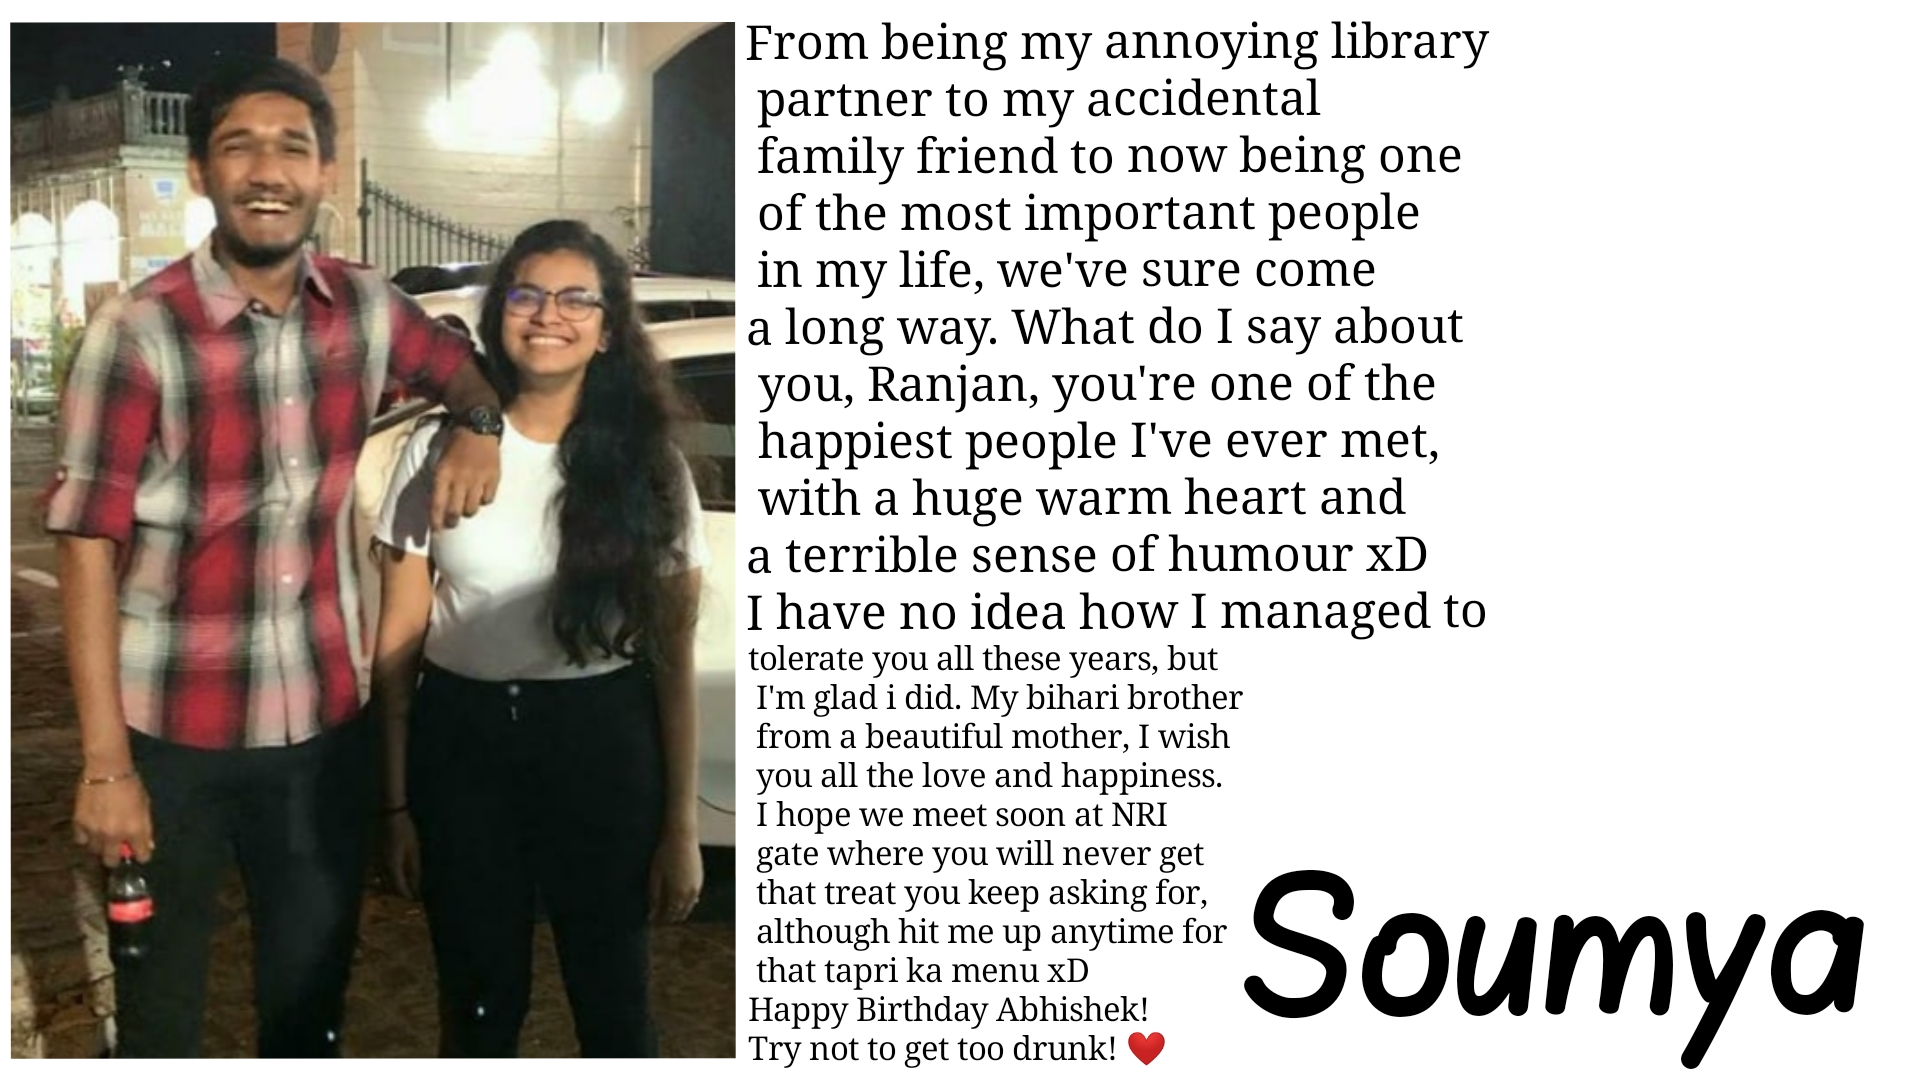 From being my annoying library
partner to my accidental
family friend to now being one
of the most important people
in my life, we've sure come
a long way. What do I say about
you, Ranjan, you're one of the
happiest people I've ever met,
with a huge warm heart and
a terrible sense of humour xD
I have no idea how I managed to
tolerate you all these years, but
I'm glad i did. My bihari brother
from a beautiful mother, I wish
you all the love and happiness.
I hope we meet soon at NRI
gate where you will never get
that treat you keep asking for,
although hit me up anytime for
that tapri ka menu xD
Happy Birthday Abhishek!
Try not to get too drunk! ❤️
Soumya